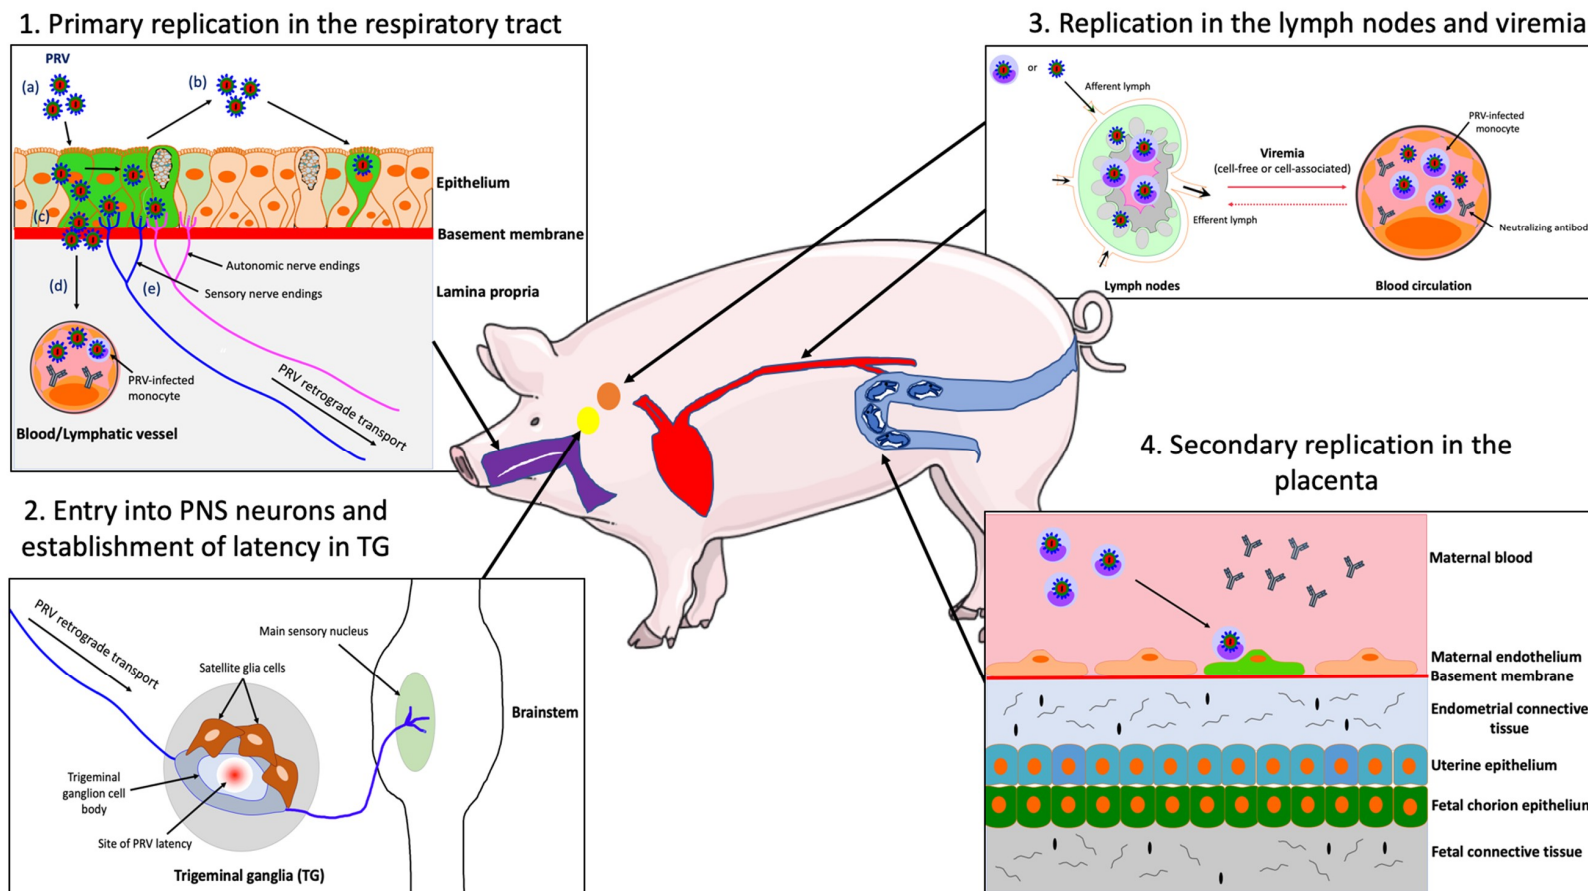 1. Primary replication in the respiratory tract
PRV
(a)
(b)
(c)
(d)
(e)
Epithelium
Basement membrane
Autonomic nerve endings
Sensory nerve endings
Lamina propria
PRV-infected
monocyte
PRV retrograde transport
Blood/Lymphatic vessel
2. Entry into PNS neurons and
establishment of latency in TG
PRV retrograde transport
Main sensory nucleus
Satellite glia cells
Brainstem
Trigeminal
ganglion cell
body
Site of PRV latency
Trigeminal ganglia (TG)
3. Replication in the lymph nodes and viremia
or
Afferent lymph
PRV-infected
monocyte
Viremia
(cell-free or cell-associated)
Efferent lymph
Neutralizing antibod
Lymph nodes
Blood circulation
4. Secondary replication in the
placenta
Maternal blood
Maternal endothelium
Basement membrane
Endometrial connective
tissue
Uterine epithelium
Fetal chorion epithelium
Fetal connective tissue